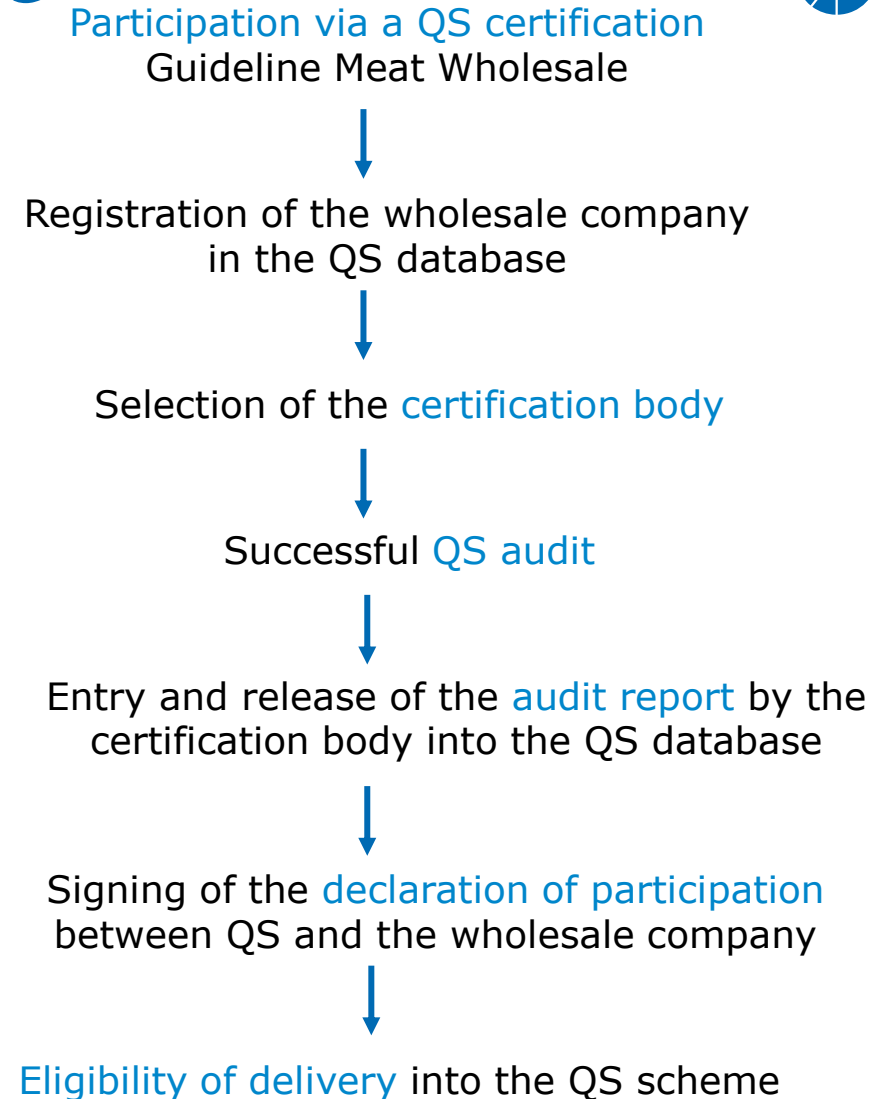 Participation via a QS certification
Guideline Meat Wholesale
Registration of the wholesale company
in the QS database
Selection of the certification body
Successful QS audit
Entry and release of the audit report by the
certification body into the QS database
Signing of the declaration of participation
between QS and the wholesale company
Eligibility of delivery into the QS scheme